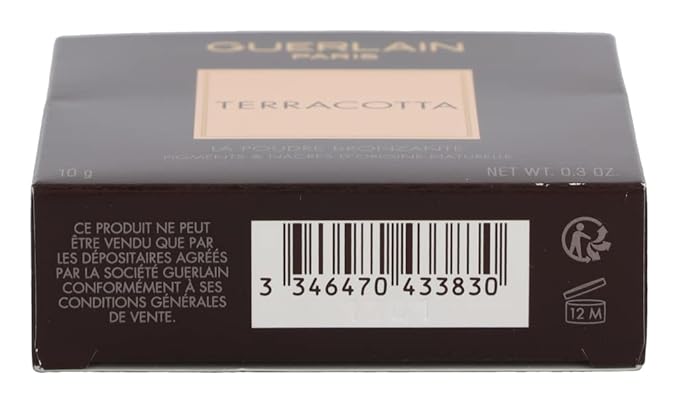 GUERLAIN
PARIS
TERRACOTTA
LA POUDRE BRONZANTE
PIGMENTS & NACRES D'ORIGINE NATURELLE
10 g
NET WT. 0.3 OZ.
CE PRODUIT NE PEUT
ÊTRE VENDU QUE PAR
LES DÉPOSITAIRES AGRÉÉS
PAR LA SOCIÉTÉ GUERLAIN
CONFORMÉMENT À SES
CONDITIONS GÉNÉRALES
DE VENTE.
3 346470 433830
12 M